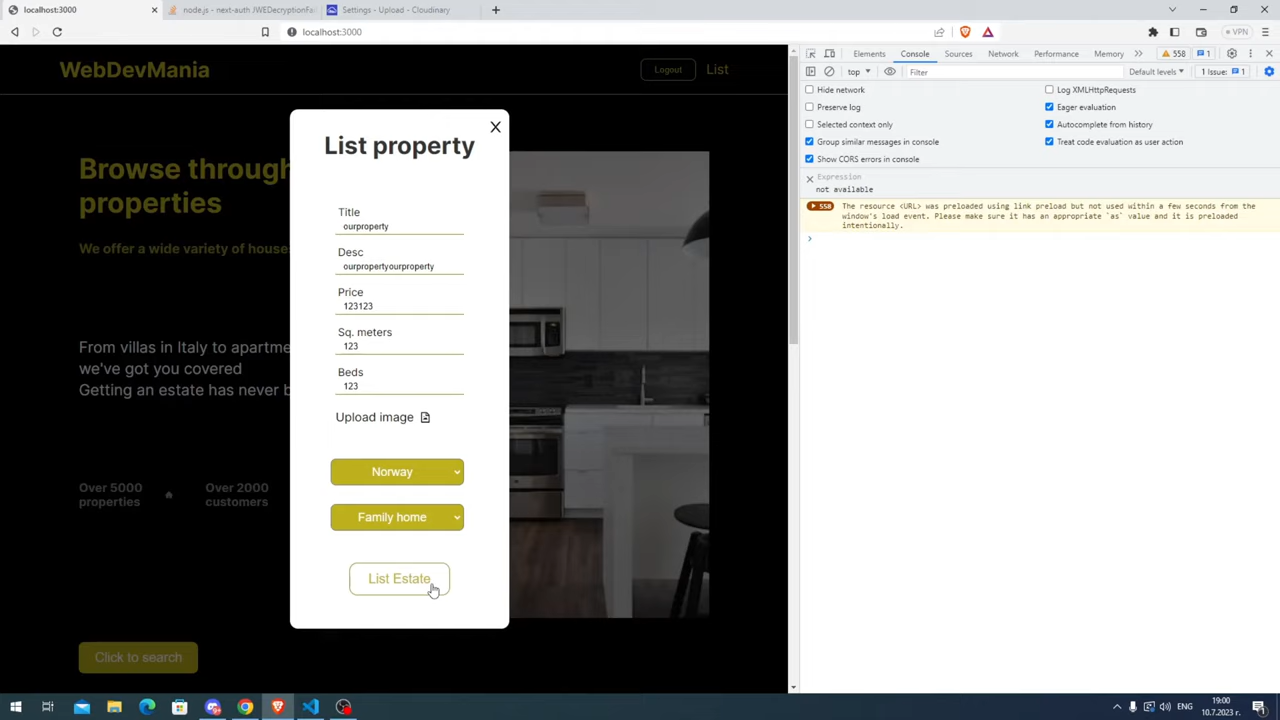 localhost:3000
node.js - next-auth JWEDecryptionFai
Settings - Upload - Cloudinary
localhost:3000
VPN
WebDevMania
Logout
List
Browse through
properties
We offer a wide variety of house
From villas in Italy to apartme
we've got you covered
Getting an estate has never b
Over 5000
properties
Over 2000
customers
Click to search
X
List property
Title
ourproperty
Desc
ourpropertyourproperty
Price
123123
Sq. meters
123
Beds
123
Upload image
Norway
Family home
List Estate
Elements
Console
Sources
Network
Performance
Memory
558
1
top
Filter
Default levels
1 Issue:
1
Hide network
Log XMLHttpRequests
Preserve log
Eager evaluation
Selected context only
Autocomplete from history
Group similar messages in console
Treat code evaluation as user action
Show CORS errors in console
Expression
not available
558
The resource <URL> was preloaded using link preload but not used within a few seconds from the
window's load event. Please make sure it has an appropriate `as` value and it is preloaded
intentionally.
ENG
19:00
10.7.2023 г.
1